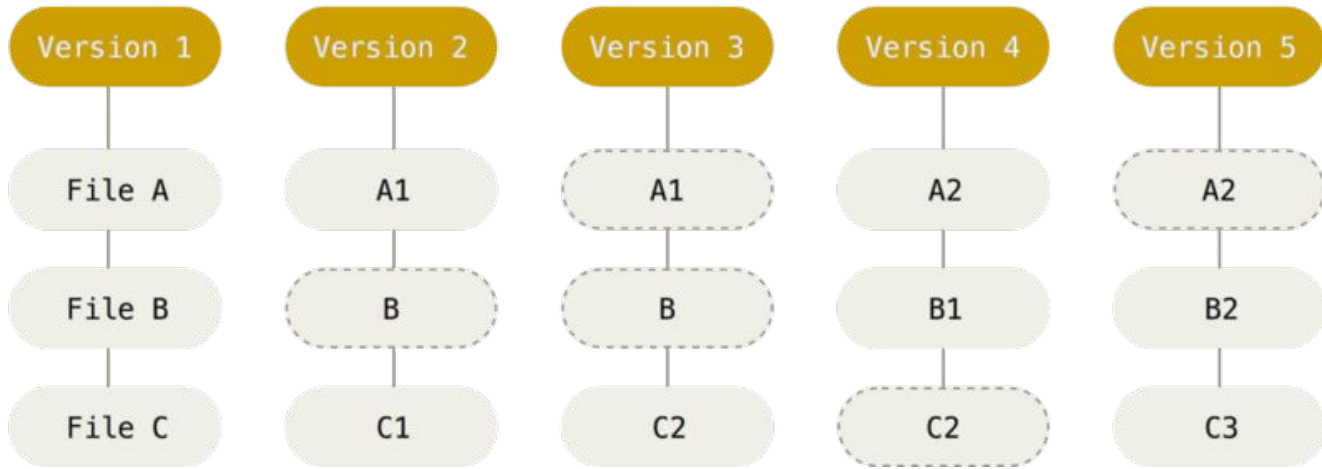 Version 1 Version 2 Version 3 Version 4 Version 5
File A A1 A1 A2 A2
File B B B B1 B2
File C C1 C2 C2 C3